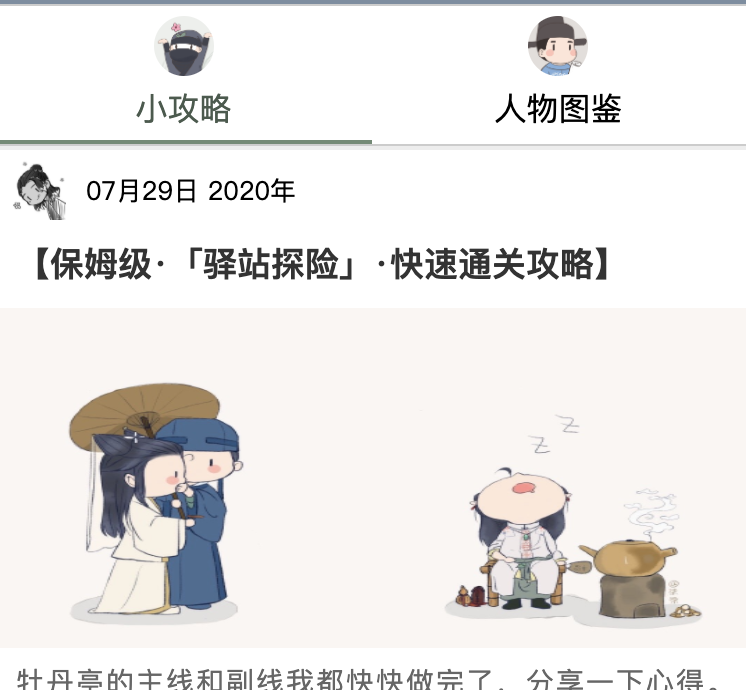 小攻略
人物图鉴
07月29日 2020年
【保姆级·「驿站探险」·快速通关攻略】
z
z
牡丹亭的主线和副线我都快快做完了，分享一下心得。